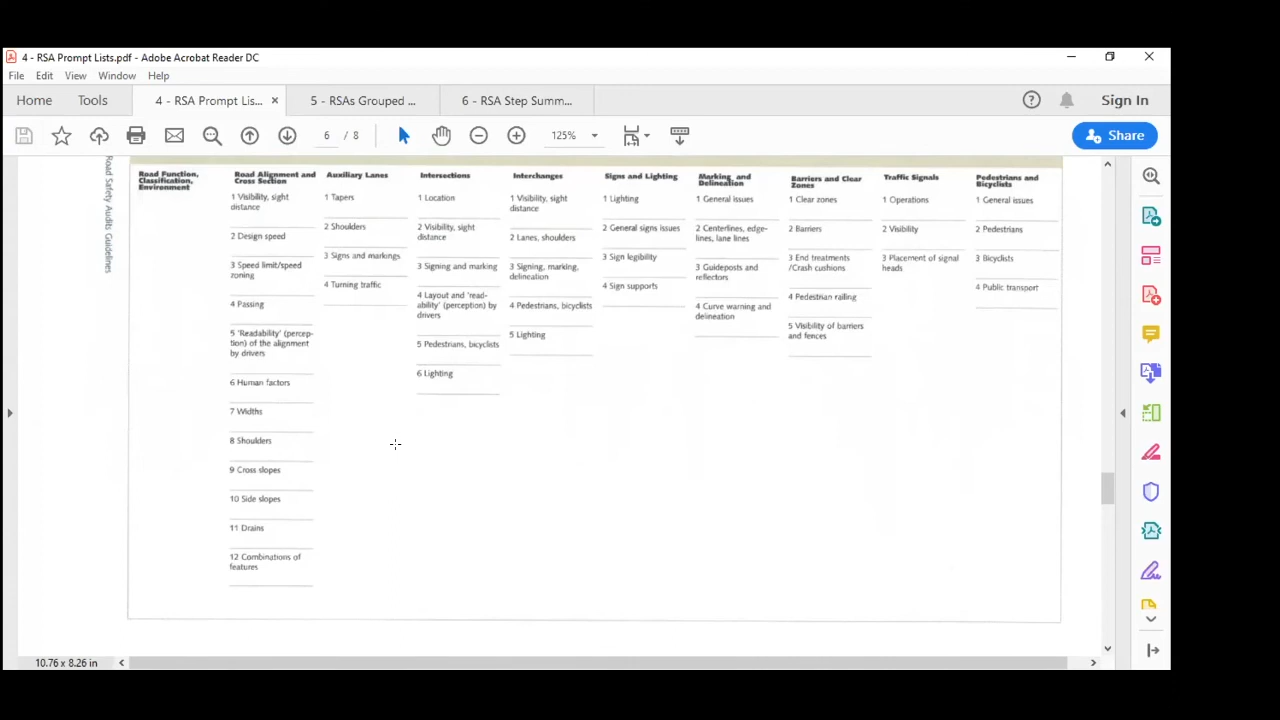 4 - RSA Prompt Lists.pdf - Adobe Acrobat Reader DC
File Edit View Window Help
Home Tools 4 - RSA Prompt Lis... × 5 - RSAs Grouped ... 6 - RSA Step Summ... Sign In
6 / 8 125% Share
Road Safety Audits Guidelines
Road Function,
Classification,
Environment
Road Alignment and
Cross Section
1 Visibility, sight
distance
2 Design speed
3 Speed limit/speed
zoning
4 Passing
5 'Readability' (percep-
tion) of the alignment
by drivers
6 Human factors
7 Widths
8 Shoulders
9 Cross slopes
10 Side slopes
11 Drains
12 Combinations of
features
Auxiliary Lanes
1 Tapers
2 Shoulders
3 Signs and markings
4 Turning traffic
Intersections
1 Location
2 Visibility, sight
distance
3 Signing and marking
4 Layout and 'read-
ability' (perception) by
drivers
5 Pedestrians, bicyclists
6 Lighting
Interchanges
1 Visibility, sight
distance
2 Lanes, shoulders
3 Signing, marking,
delineation
4 Pedestrians, bicyclists
5 Lighting
Signs and Lighting
1 Lighting
2 General signs issues
3 Sign legibility
4 Sign supports
Marking and
Delineation
1 General issues
2 Centerlines, edge-
lines, lane lines
3 Guideposts and
reflectors
4 Curve warning and
delineation
Barriers and Clear
Zones
1 Clear zones
2 Barriers
3 End treatments
/Crash cushions
4 Pedestrian railing
5 Visibility of barriers
and fences
Traffic Signals
1 Operations
2 Visibility
3 Placement of signal
heads
Pedestrians and
Bicyclists
1 General issues
2 Pedestrians
3 Bicyclists
4 Public transport
10.76 x 8.26 in